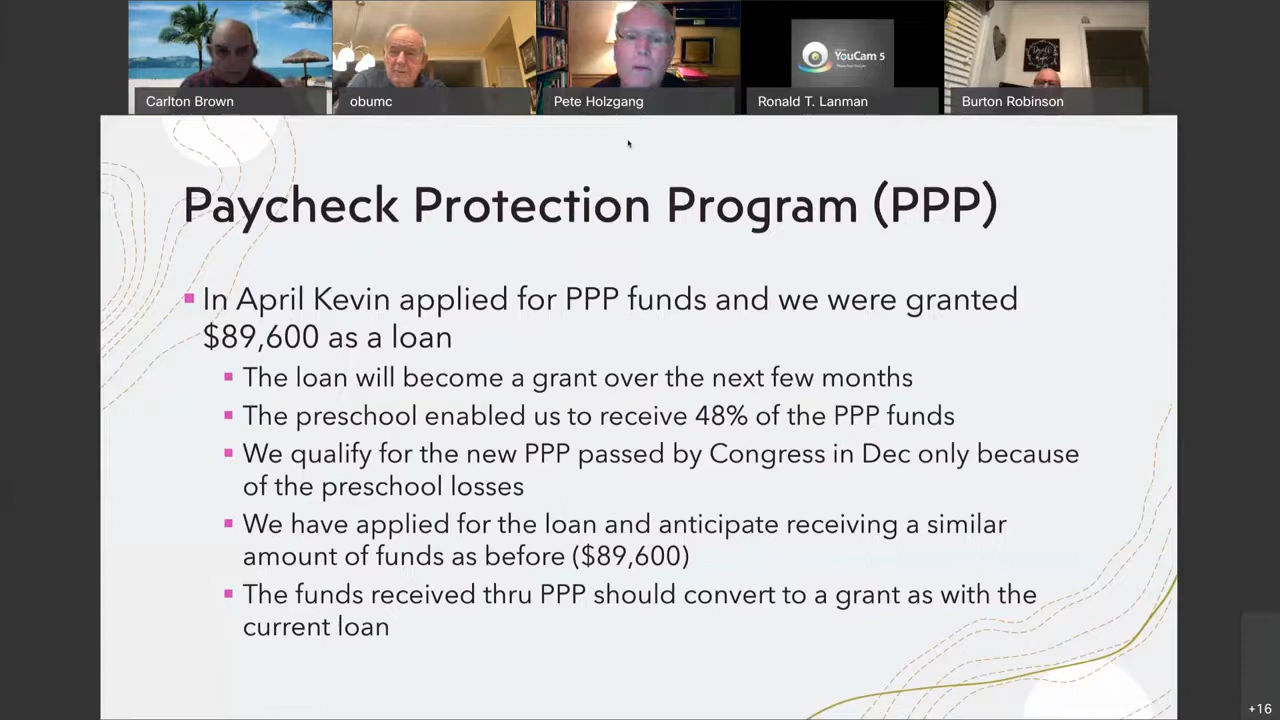 YouCam 5
Carlton Brown
obumc
Pete Holzgang
Ronald T. Lanman
Burton Robinson
Paycheck Protection Program (PPP)
In April Kevin applied for PPP funds and we were granted
$89,600 as a loan
The loan will become a grant over the next few months
The preschool enabled us to receive 48% of the PPP funds
We qualify for the new PPP passed by Congress in Dec only because
of the preschool losses
We have applied for the loan and anticipate receiving a similar
amount of funds as before ($89,600)
The funds received thru PPP should convert to a grant as with the
current loan
+16